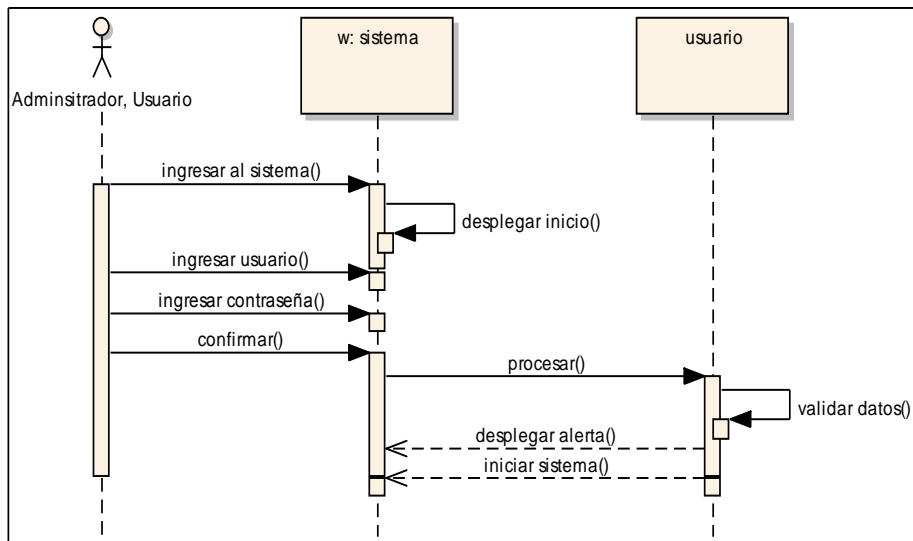 w: sistema
usuario
Adminsitrador, Usuario
ingresar al sistema()
desplegar inicio()
ingresar usuario()
ingresar contraseña()
confirmar()
procesar()
validar datos()
desplegar alerta()
iniciar sistema()